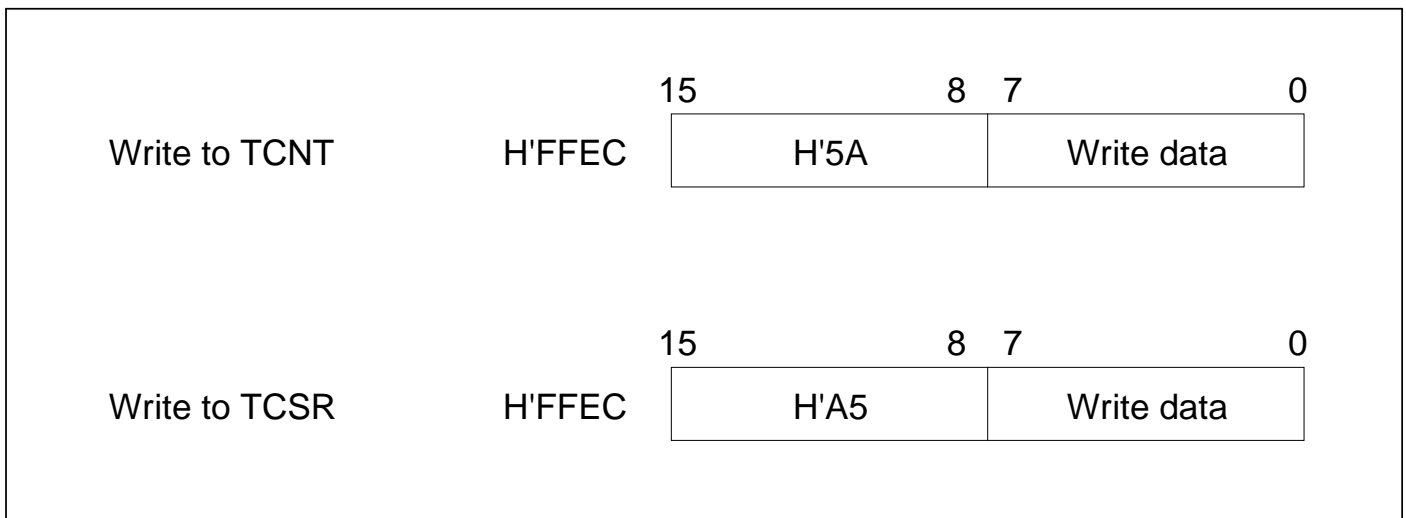 15 8 7 0
Write to TCNT H'FFEC H'5A Write data
15 8 7 0
Write to TCSR H'FFEC H'A5 Write data